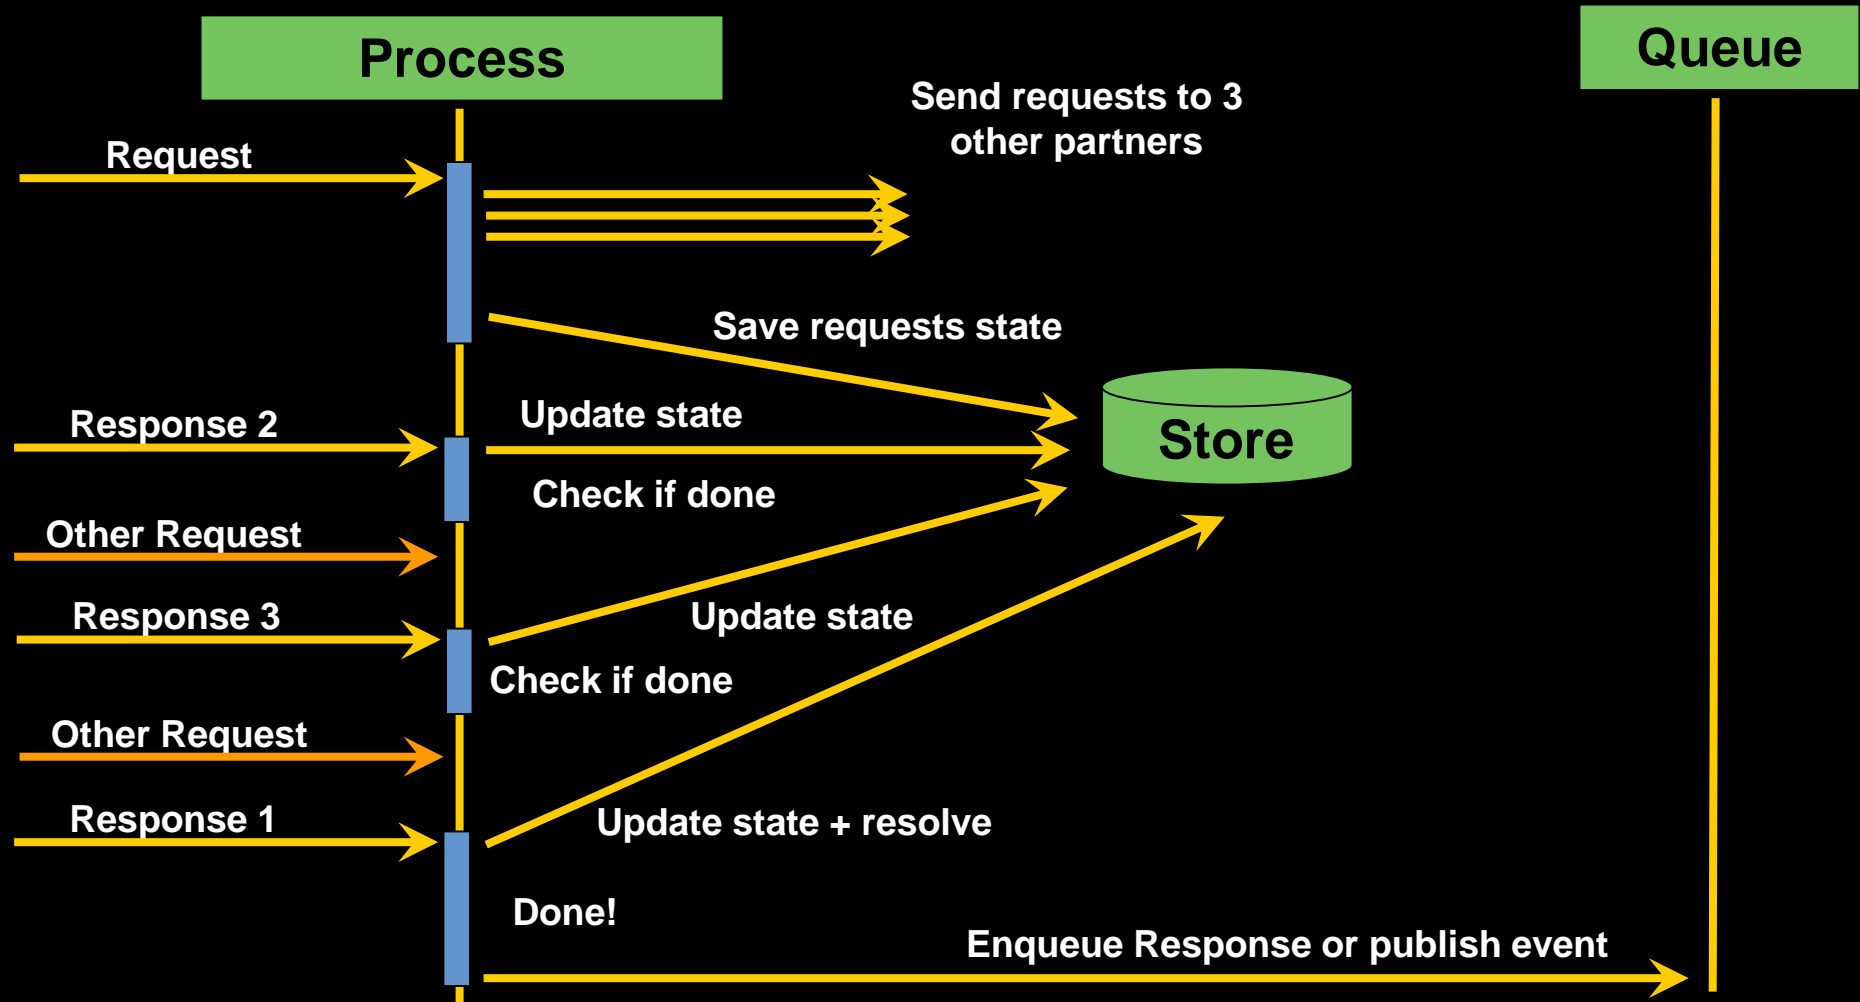 Process
Queue
Send requests to 3
other partners
Request
Save requests state
Response 2
Update state
Store
Check if done
Other Request
Response 3
Update state
Check if done
Other Request
Response 1
Update state + resolve
Done!
Enqueue Response or publish event